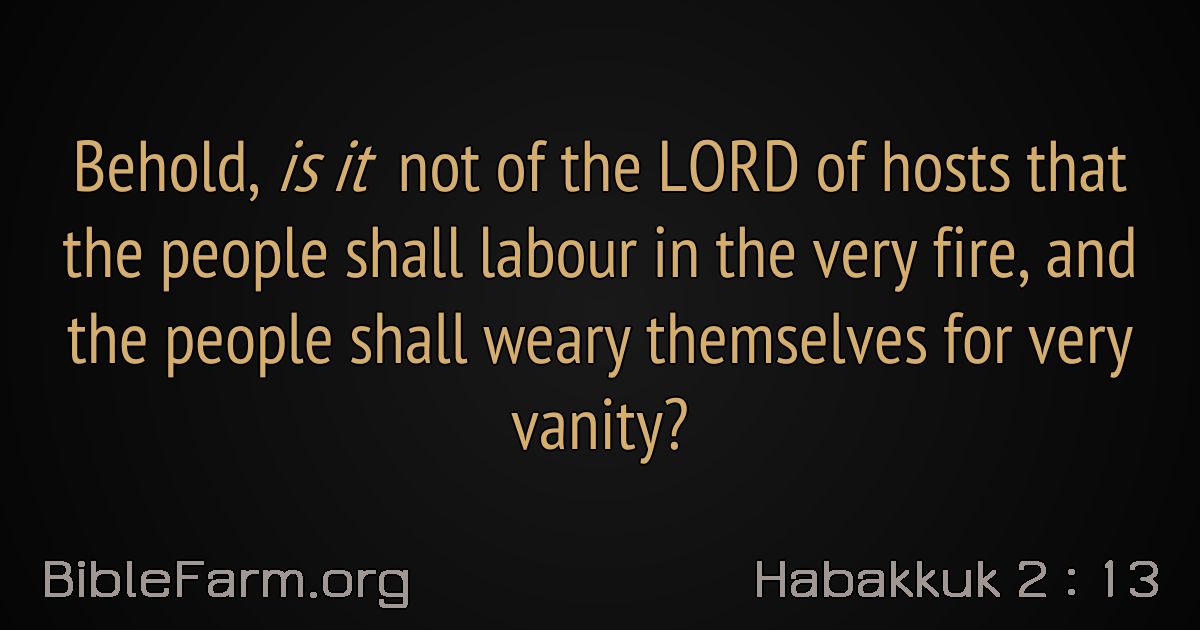 Behold, is it not of the LORD of hosts that
the people shall labour in the very fire, and
the people shall weary themselves for very
vanity?
BibleFarm.org
Habakkuk 2 : 13